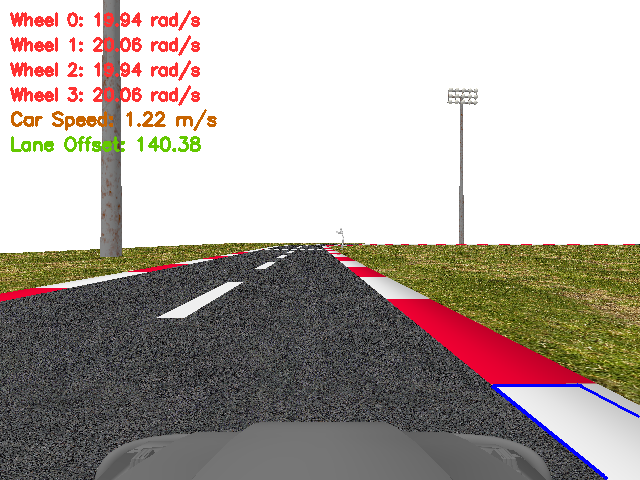 Wheel 0: 19.94 rad/s
Wheel 1: 20.06 rad/s
Wheel 2: 19.94 rad/s
Wheel 3: 20.06 rad/s
Car Speed: 1.22 m/s
Lane Offset: 140.38